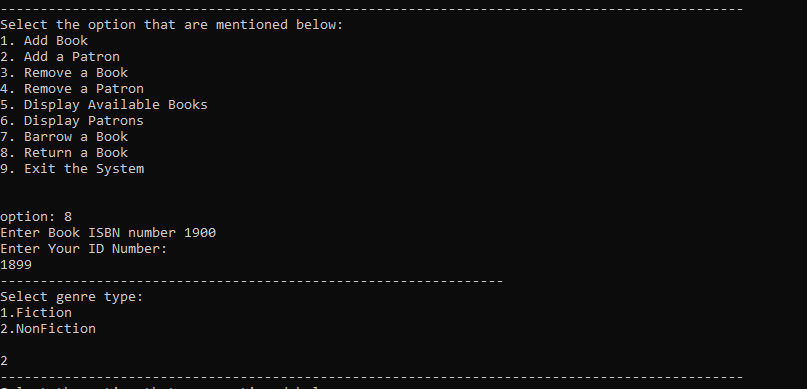 ---------------------------------------------------------------------------------------------
Select the option that are mentioned below:
1. Add Book
2. Add a Patron
3. Remove a Book
4. Remove a Patron
5. Display Available Books
6. Display Patrons
7. Barrow a Book
8. Return a Book
9. Exit the System
option: 8
Enter Book ISBN number 1900
Enter Your ID Number:
1899
---------------------------------------------------------------
Select genre type:
1.Fiction
2.NonFiction
2
---------------------------------------------------------------------------------------------